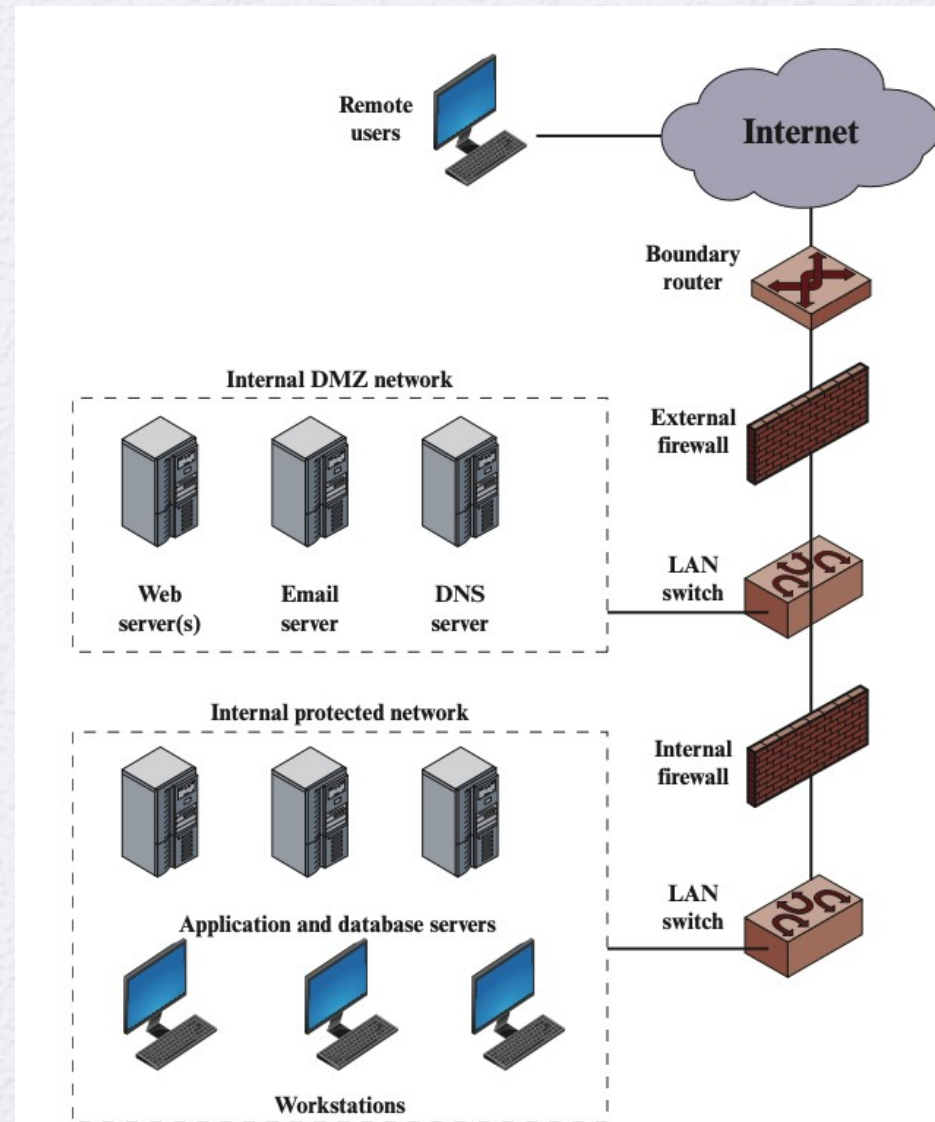 Remote
users
Internet
Boundary
router
Internal DMZ network
External
firewall
Web
server(s)
Email
server
DNS
server
LAN
switch
Internal protected network
Internal
firewall
Application and database servers
LAN
switch
Workstations